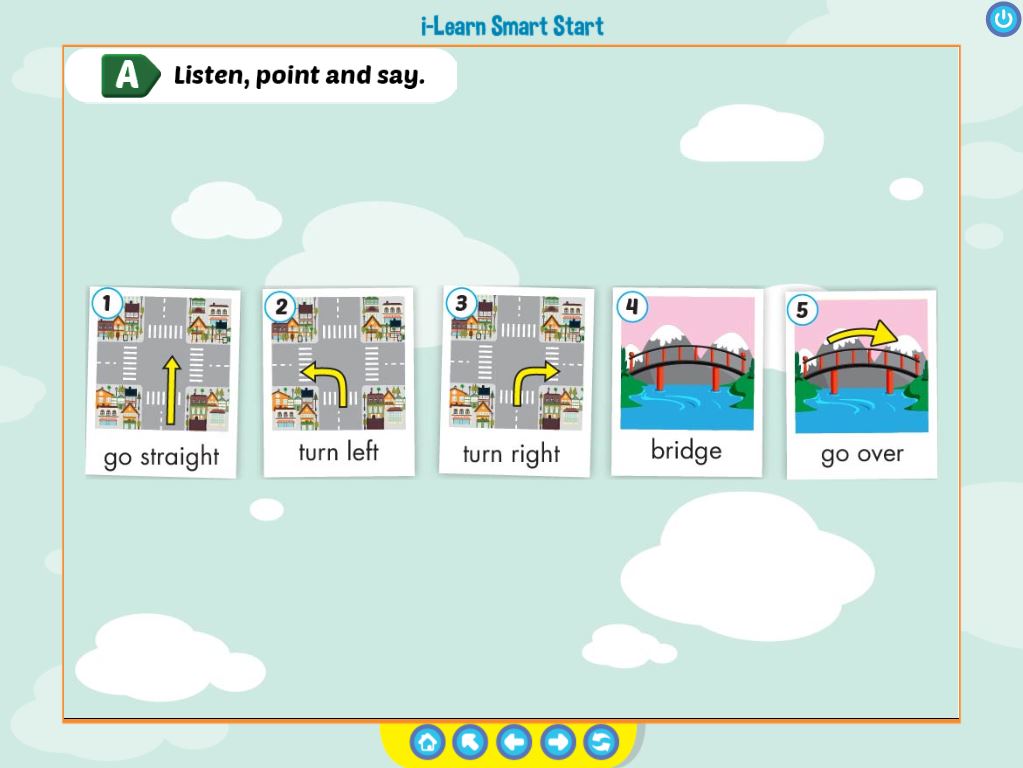 i-Learn Smart Start
A Listen, point and say.
1
go straight
2
turn left
3
turn right
4
bridge
5
go over